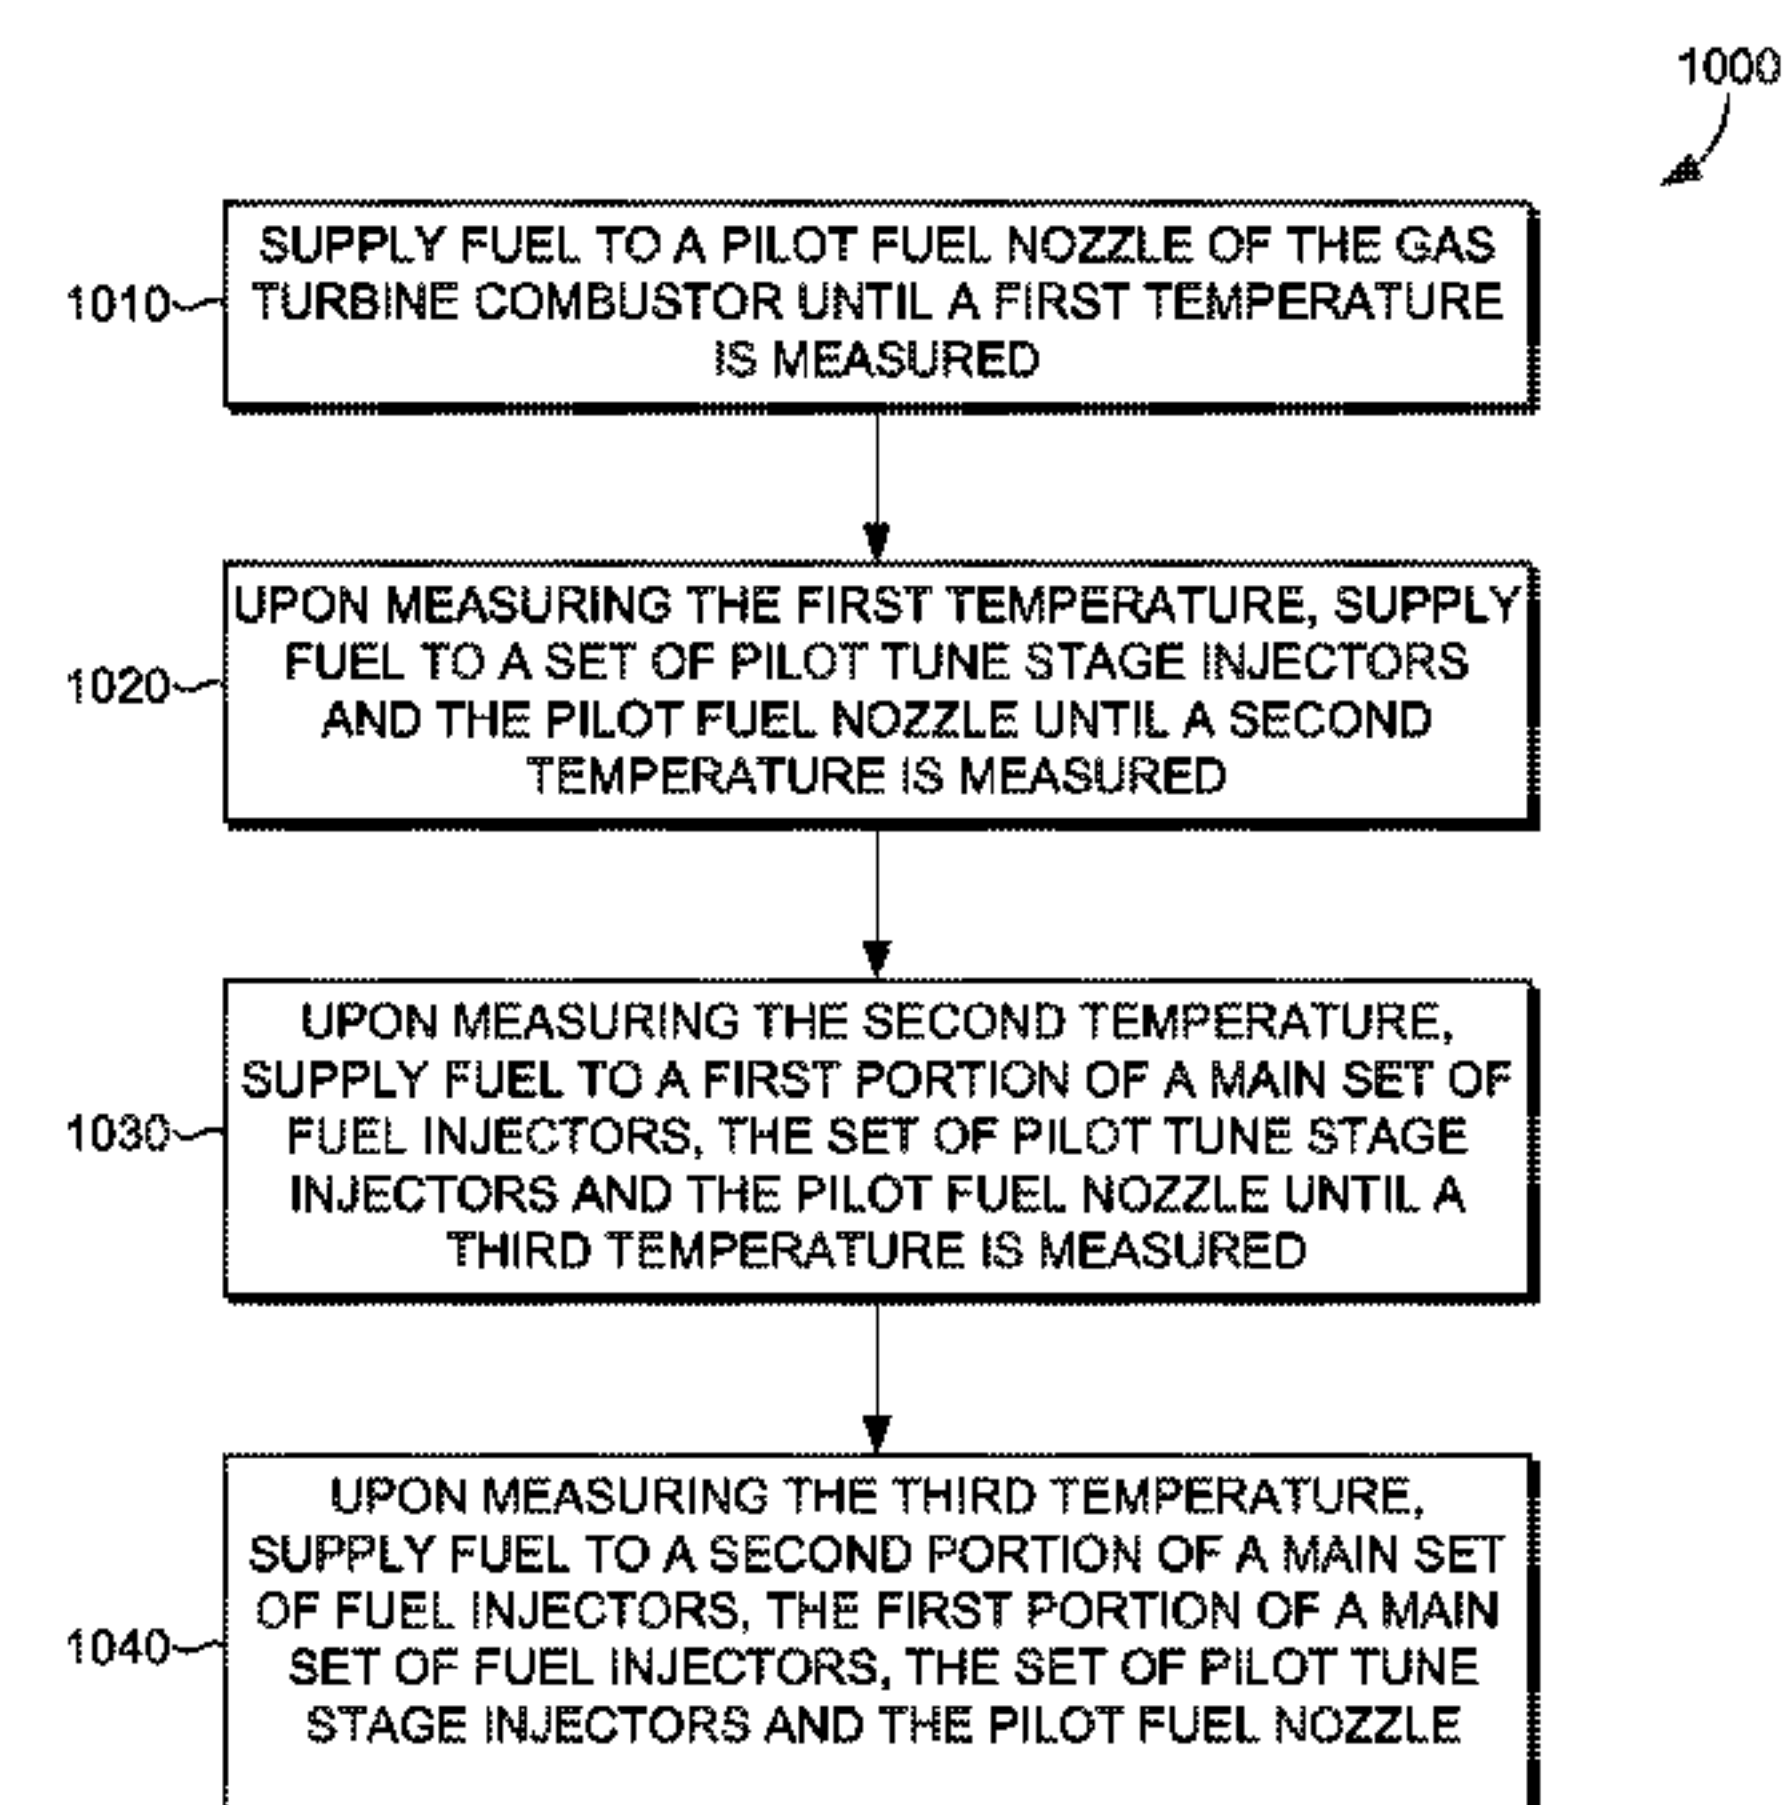 1000
SUPPLY FUEL TO A PILOT FUEL NOZZLE OF THE GAS
TURBINE COMBUSTOR UNTIL A FIRST TEMPERATURE
IS MEASURED
1010
UPON MEASURING THE FIRST TEMPERATURE, SUPPLY
FUEL TO A SET OF PILOT TUNE STAGE INJECTORS
AND THE PILOT FUEL NOZZLE UNTIL A SECOND
TEMPERATURE IS MEASURED
1020
UPON MEASURING THE SECOND TEMPERATURE,
SUPPLY FUEL TO A FIRST PORTION OF A MAIN SET OF
FUEL INJECTORS, THE SET OF PILOT TUNE STAGE
INJECTORS AND THE PILOT FUEL NOZZLE UNTIL A
THIRD TEMPERATURE IS MEASURED
1030
UPON MEASURING THE THIRD TEMPERATURE,
SUPPLY FUEL TO A SECOND PORTION OF A MAIN SET
OF FUEL INJECTORS, THE FIRST PORTION OF A MAIN
SET OF FUEL INJECTORS, THE SET OF PILOT TUNE
STAGE INJECTORS AND THE PILOT FUEL NOZZLE
1040